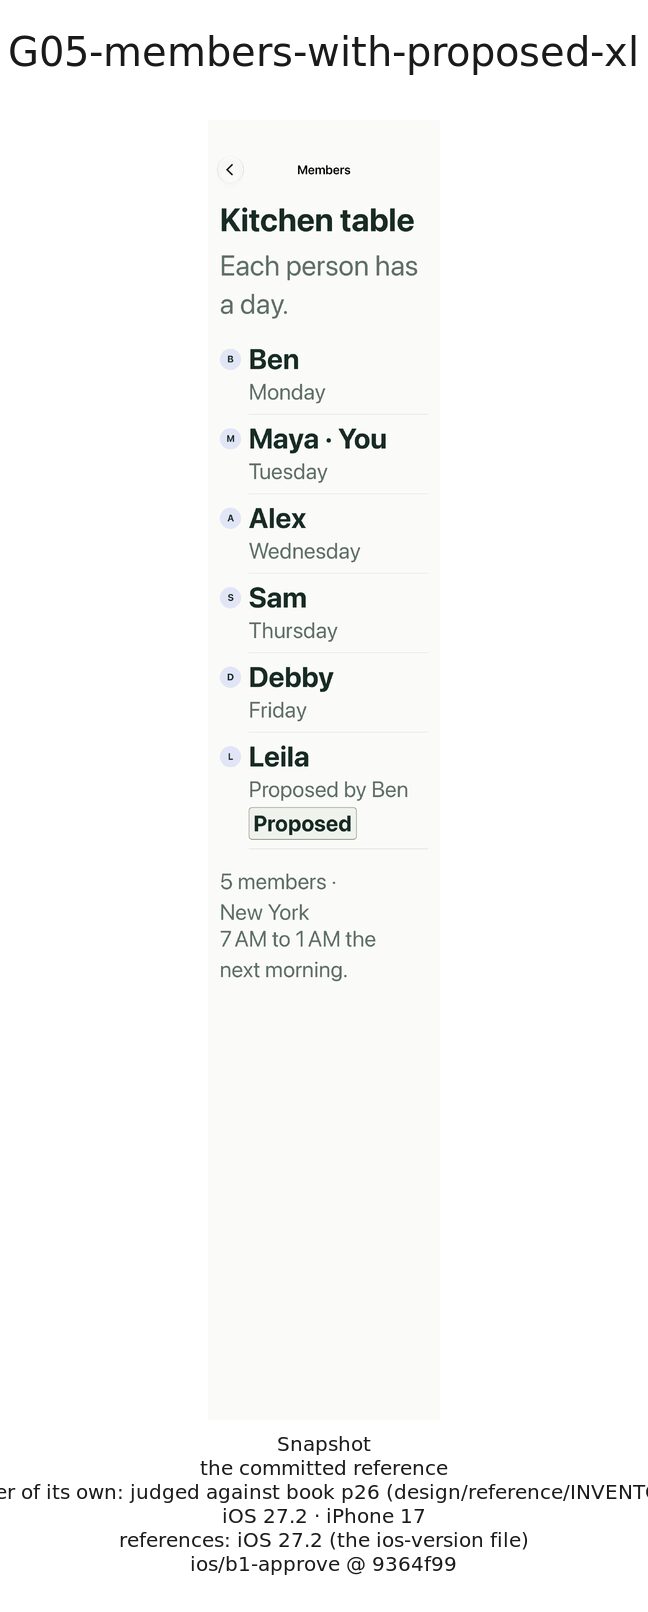 G05-members-with-proposed-xl
Members
Kitchen table
Each person has
a day.
B
Ben
Monday
M
Maya · You
Tuesday
A
Alex
Wednesday
S
Sam
Thursday
D
Debby
Friday
L
Leila
Proposed by Ben
Proposed
5 members ·
New York
7 AM to 1 AM the
next morning.
Snapshot
the committed reference
of its own: judged against book p26 (design/reference/
iOS 27.2 · iPhone 17
references: iOS 27.2 (the ios-version file)
ios/b1-approve @ 9364f99